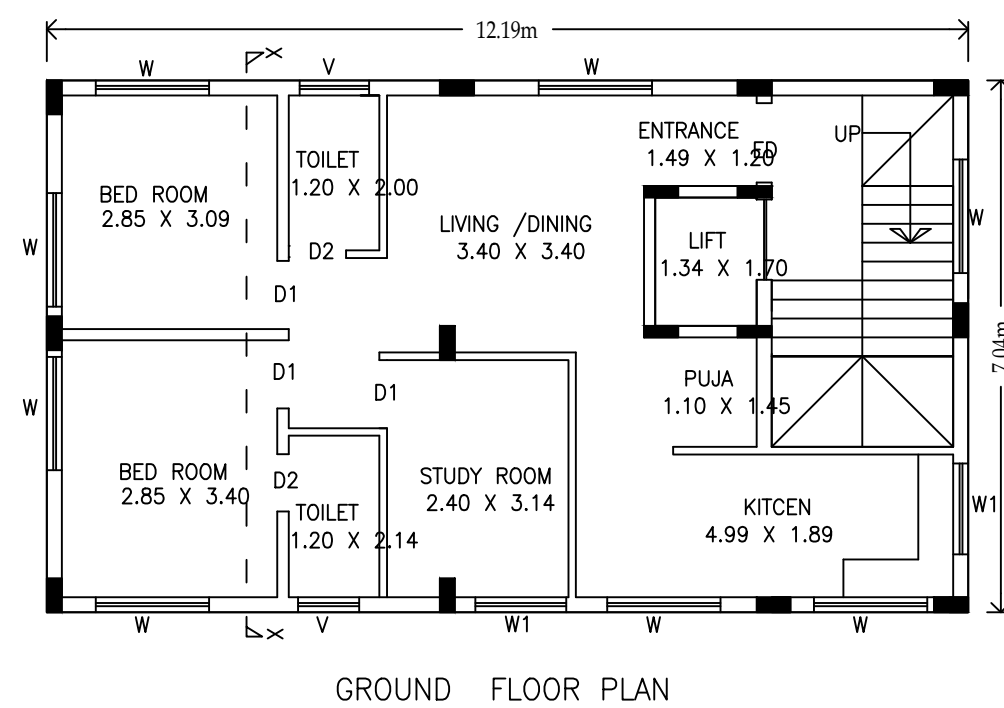 12.19m
X
W
V
W
ENTRANCE
1.49 X 1.20
ED
UP
TOILET
1.20 X 2.00
BED ROOM
2.85 X 3.09
LIVING /DINING
3.40 X 3.40
W
W
D2
LIFT
1.34 X 1.70
D1
7.04m
D1
D1
PUJA
1.10 X 1.45
W
BED ROOM
2.85 X 3.40
D2
STUDY ROOM
2.40 X 3.14
TOILET
1.20 X 2.14
KITCEN
4.99 X 1.89
W1
W
X
V
W1
W
W
GROUND FLOOR PLAN